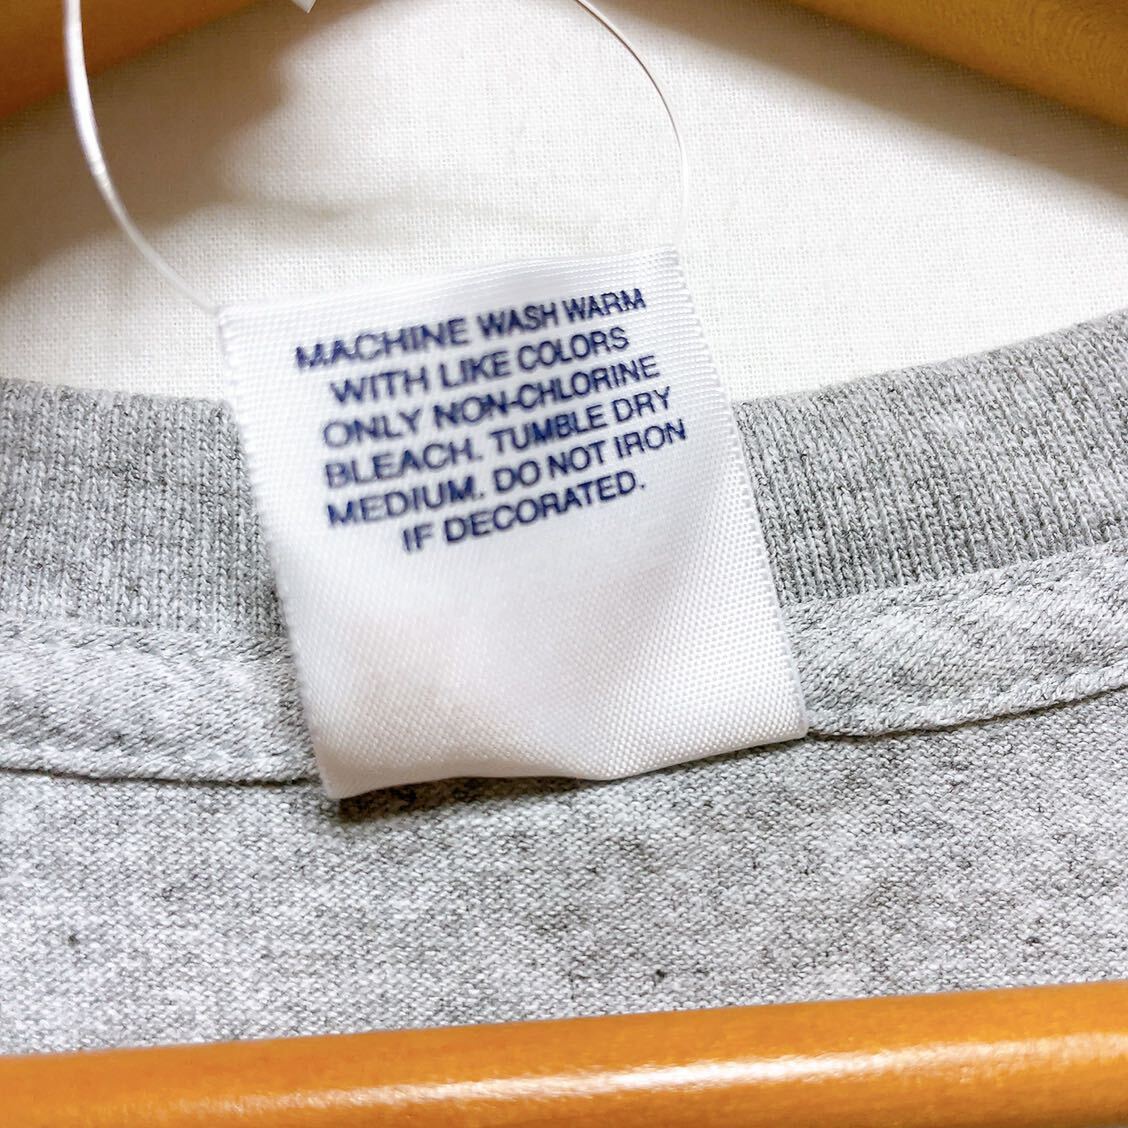 MACHINE WASH WARM
WITH LIKE COLORS
ONLY NON-CHLORINE
BLEACH. TUMBLE DRY
MEDIUM. DO NOT IRON
IF DECORATED.